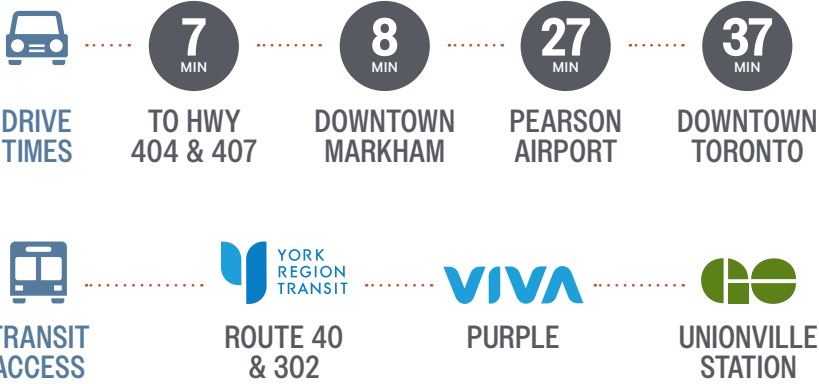 7
MIN
8
MIN
27
MIN
37
MIN
DRIVE
TIMES
TO HWY
404 & 407
DOWNTOWN
MARKHAM
PEARSON
AIRPORT
DOWNTOWN
TORONTO
YORK
REGION
TRANSIT
VIVA
GO
TRANSIT
ACCESS
ROUTE 40
& 302
PURPLE
UNIONVILLE
STATION